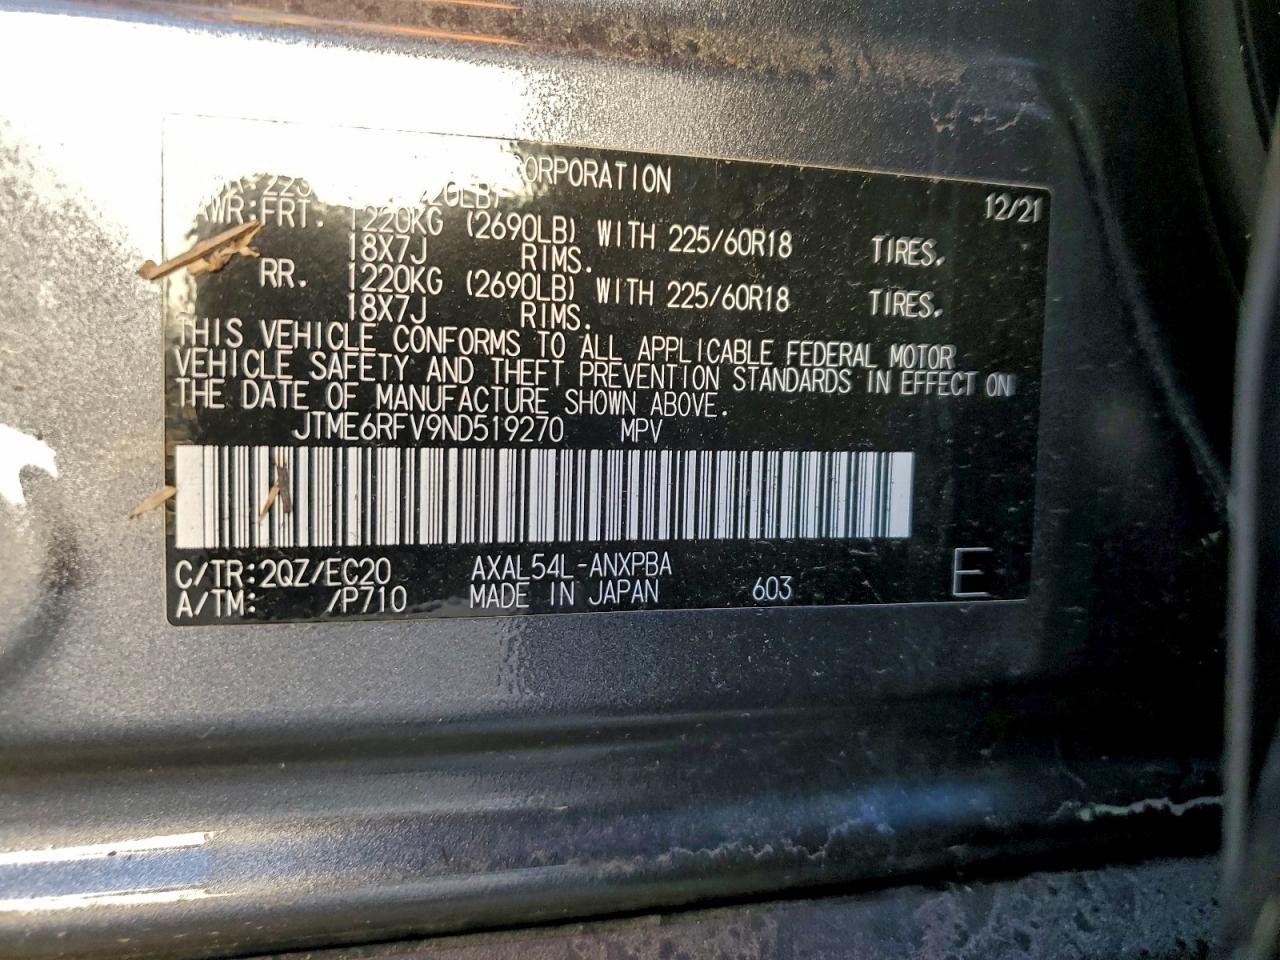 CORPORATION 12/21
FRT. 1220KG (2690LB) WITH 225/60R18 TIRES.
18X7J RIMS.
RR. 1220KG (2690LB) WITH 225/60R18 TIRES.
18X7J RIMS.
THIS VEHICLE CONFORMS TO ALL APPLICABLE FEDERAL MOTOR
VEHICLE SAFETY AND THEFT PREVENTION STANDARDS IN EFFECT ON
THE DATE OF MANUFACTURE SHOWN ABOVE.
JTME6RFV9ND519270 MPV
C/TR:2QZ/EC20 AXAL54L-ANXPBA
A/TM: /P710 MADE IN JAPAN 603 E